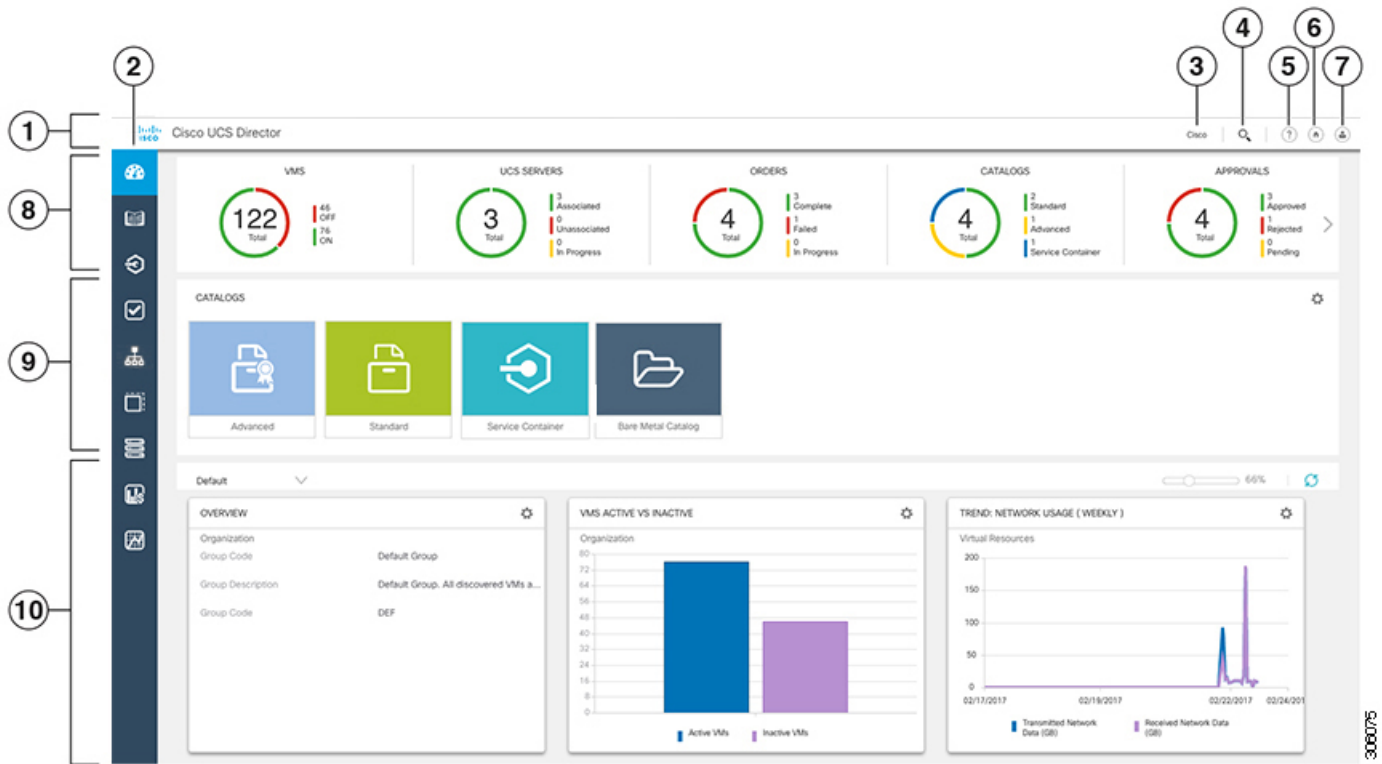 4
6
2
3
5
7
1
CISCO
Cisco UCS Director
Cisco
?
8
VMS
122
Total
46
OFF
76
ON
UCS SERVERS
3
Total
3
Associated
0
Unassociated
0
In Progress
ORDERS
4
Total
3
Complete
1
Failed
0
In Progress
CATALOGS
4
Total
2
Standard
1
Advanced
1
Service Container
APPROVALS
4
Total
3
Approved
1
Rejected
0
Pending
9
CATALOGS
Advanced
Standard
Service Container
Bare Metal Catalog
10
Default
66%
OVERVIEW
Organization
Group Code
Default Group
Group Description
Default Group. All discovered VMs a...
Group Code
DEF
VMS ACTIVE VS INACTIVE
Organization
80
72
64
56
48
40
32
24
16
8
0
Active VMs
Inactive VMs
TREND: NETWORK USAGE ( WEEKLY )
Virtual Resources
200
150
100
50
0
02/17/2017
02/19/2017
02/22/2017
02/24/201
Transmitted Network
Data (GB)
Received Network Data
(GB)
306075